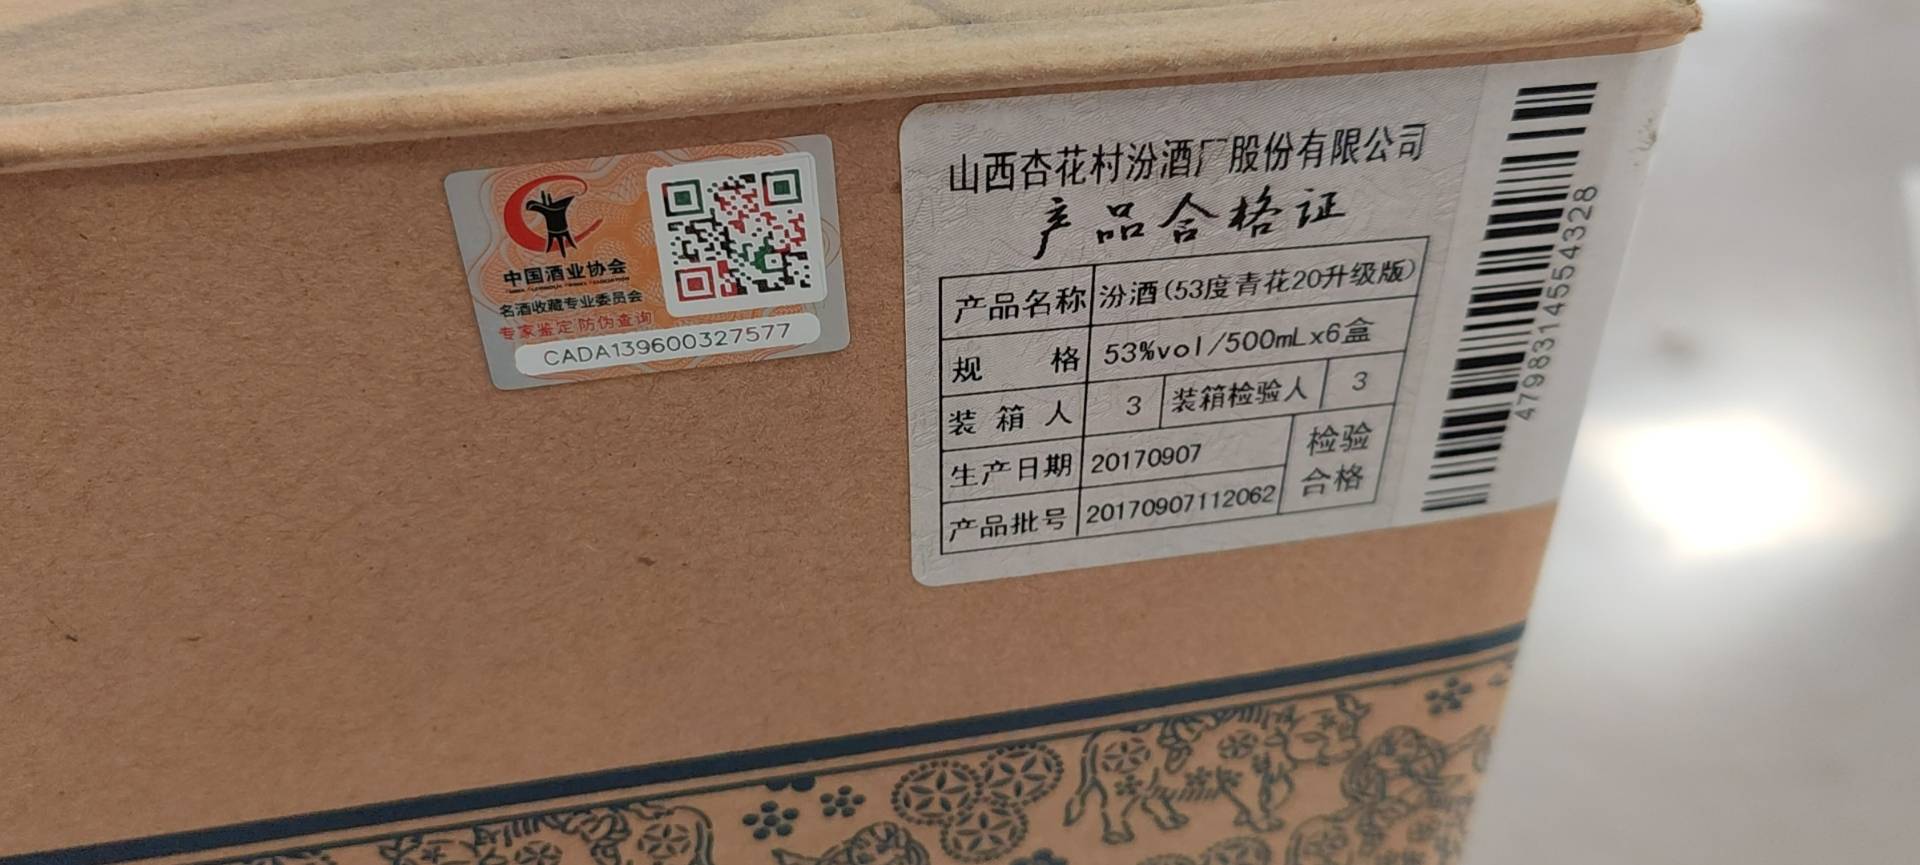 中国酒业协会
名酒收藏专业委员会
专家鉴定防伪查询
CADA139600327577
山西杏花村汾酒厂股份有限公司
产品合格证
产品名称 汾酒(53度青花20升级版)
规 格 53%vol/500mLx6盒
装箱人 3 装箱检验人 3
生产日期 20170907 检验
产品批号 20170907112062 合格
4798314554328